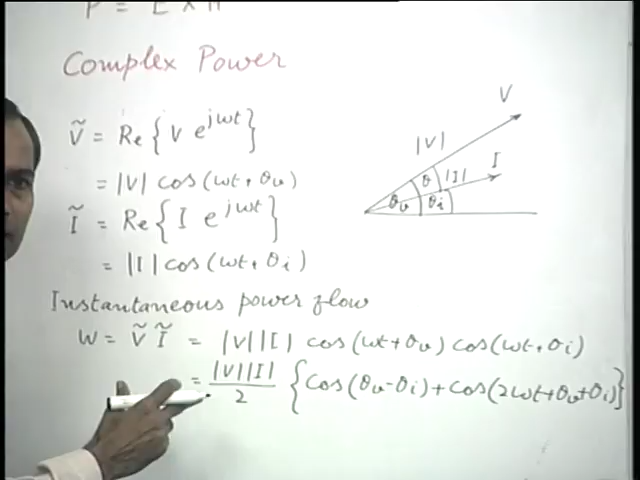 P = E x H
Complex Power
Ṽ = Re { V e^jωt }
= |V| cos(ωt + θv)
Ĩ = Re { I e^jωt }
= |I| cos(ωt + θi)
V
|V|
I
θ |I|
θv θi
Instantaneous power flow
W = Ṽ Ĩ = |V||I| cos(ωt+θv) cos(ωt+θi)
= |V||I| / 2 { cos(θv-θi) + cos(2ωt+θv+θi) }